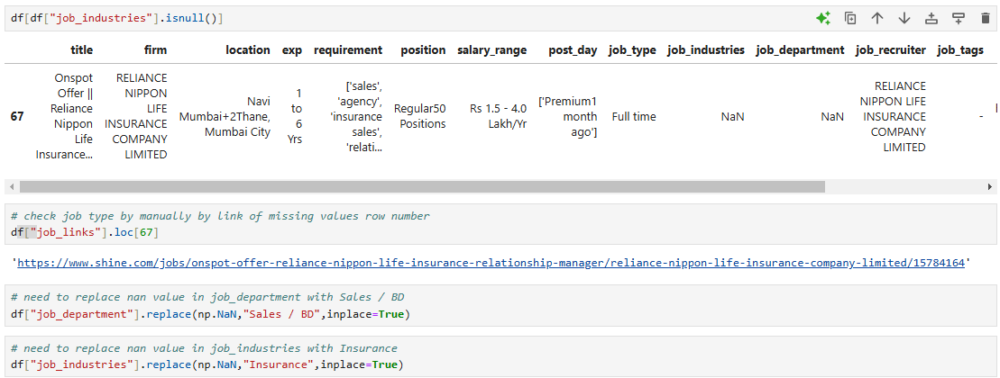 df[df["job_industries"].isnull()]
title firm location exp requirement position salary_range post_day job_type job_industries job_department job_recruiter job_tags
67
Onspot
Offer ||
Reliance
Nippon
Life
Insurance...
RELIANCE
NIPPON
LIFE
INSURANCE
COMPANY
LIMITED
Navi
Mumbai+2Thane,
Mumbai City
1
to
6
Yrs
['sales',
'agency',
'insurance
sales',
'relati...
Regular50
Positions
Rs 1.5 - 4.0
Lakh/Yr
['Premium1
month
ago']
Full time
NaN
NaN
RELIANCE
NIPPON LIFE
INSURANCE
COMPANY
LIMITED
-
# check job type by manually by link of missing values row number
df["job_links"].loc[67]
'https://www.shine.com/jobs/onspot-offer-reliance-nippon-life-insurance-relationship-manager/reliance-nippon-life-insurance-company-limited/15784164'
# need to replace nan value in job_department with Sales / BD
df["job_department"].replace(np.NaN,"Sales / BD",inplace=True)
# need to replace nan value in job_industries with Insurance
df["job_industries"].replace(np.NaN,"Insurance",inplace=True)